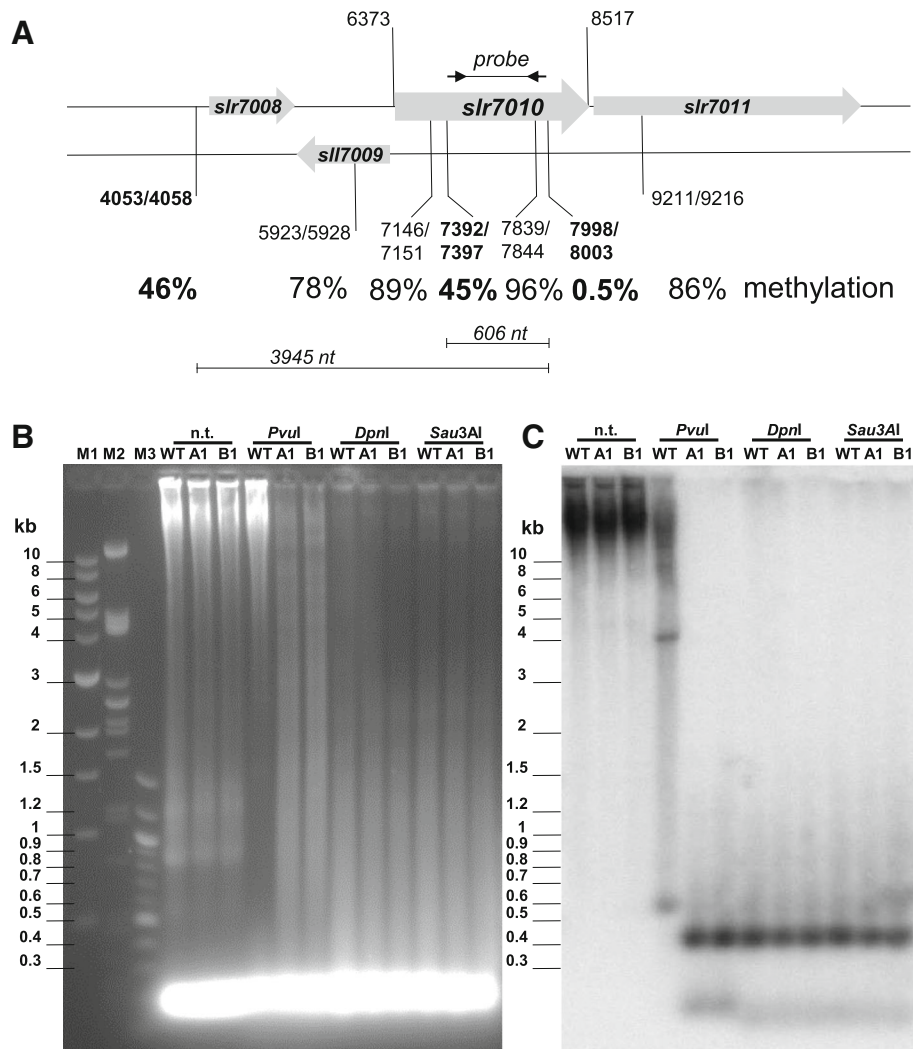 A
6373
8517
probe
slr7008
slr7010
slr7011
sll7009
4053/4058
5923/5928
7146/
7151
7392/
7397
7839/
7844
7998/
8003
9211/9216
46% 78% 89% 45% 96% 0.5% 86% methylation
606 nt
3945 nt
B
n.t. PvuI DpnI Sau3AI
M1 M2 M3 WT A1 B1 WT A1 B1 WT A1 B1 WT A1 B1
kb
10
8
6
5
4
3
2
1.5
1.2
1
0.9
0.8
0.7
0.6
0.5
0.4
0.3
C
n.t. PvuI DpnI Sau3AI
WT A1 B1 WT A1 B1 WT A1 B1 WT A1 B1
kb
10
8
6
5
4
3
2
1.5
1.2
1
0.9
0.8
0.7
0.6
0.5
0.4
0.3